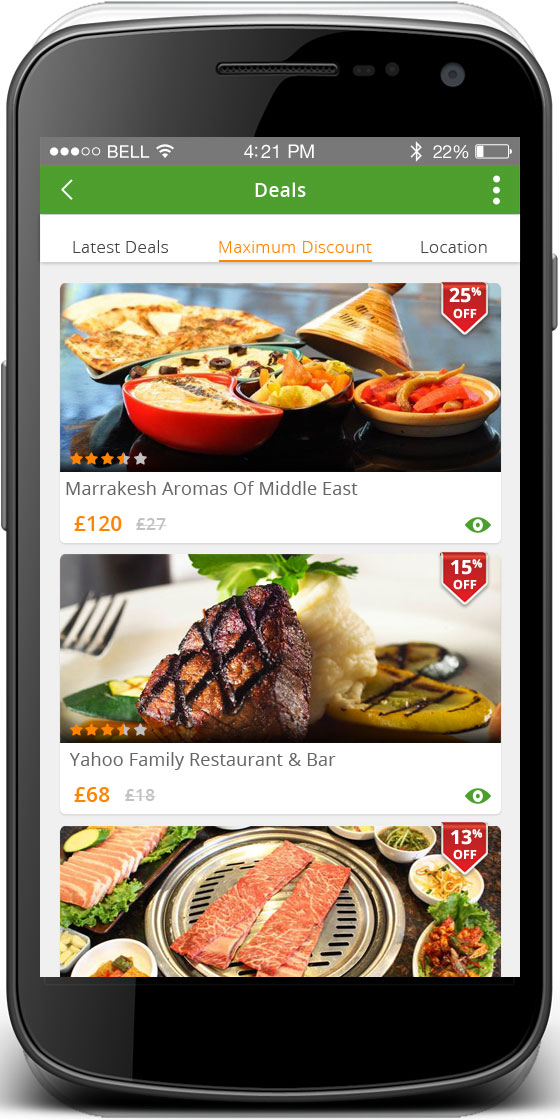 BELL 4:21 PM 22%
Deals
Latest Deals Maximum Discount Location
25%
OFF
Marrakesh Aromas Of Middle East
£120 £27
15%
OFF
Yahoo Family Restaurant & Bar
£68 £18
13%
OFF